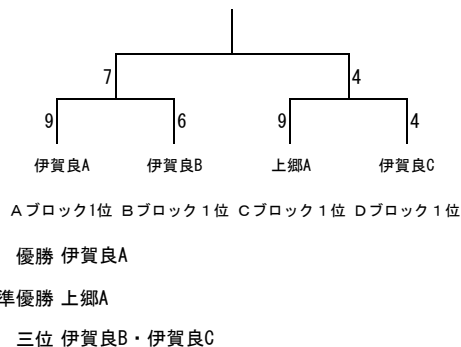 7 4
9 6 9 4
伊賀良A 伊賀良B 上郷A 伊賀良C
Aブロック1位 Bブロック1位 Cブロック1位 Dブロック1位
優勝 伊賀良A
準優勝 上郷A
三位 伊賀良B・伊賀良C